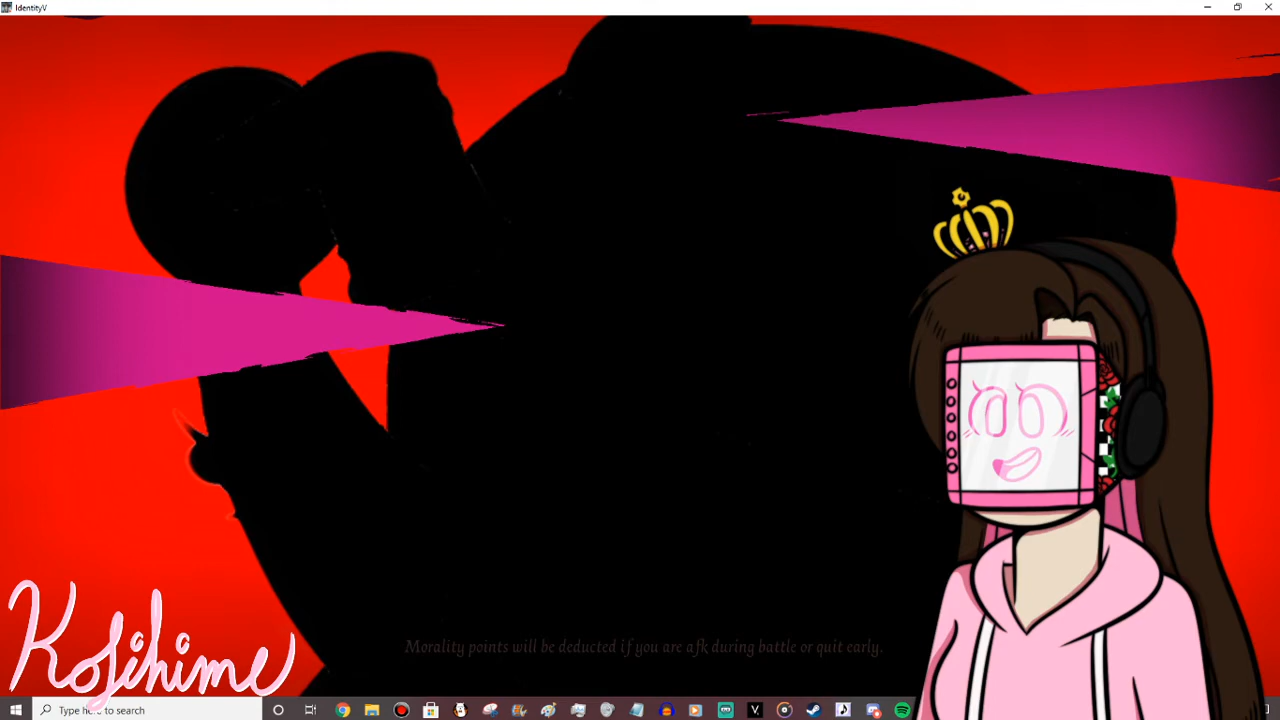 IdentityV
Morality points will be deducted if you are afk during battle or quit early.
Kojihime
Type here to search